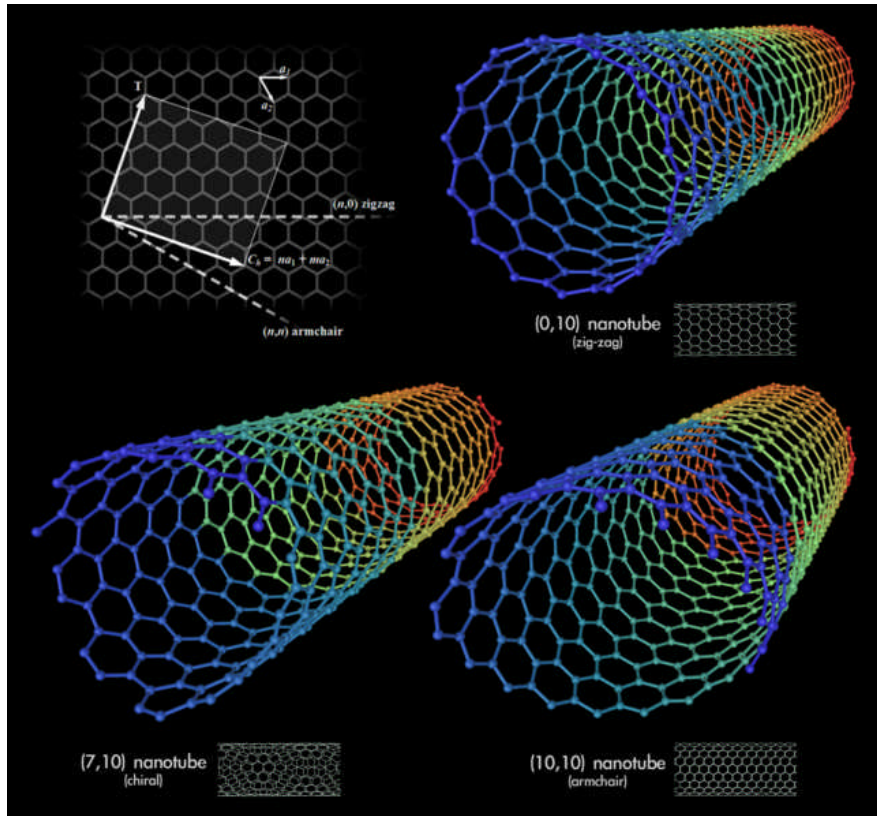 a₁
T
a₂
(n,0) zigzag
Cₕ = na₁ + ma₂
(n,n) armchair
(0,10) nanotube
(zig-zag)
(7,10) nanotube
(chiral)
(10,10) nanotube
(armchair)